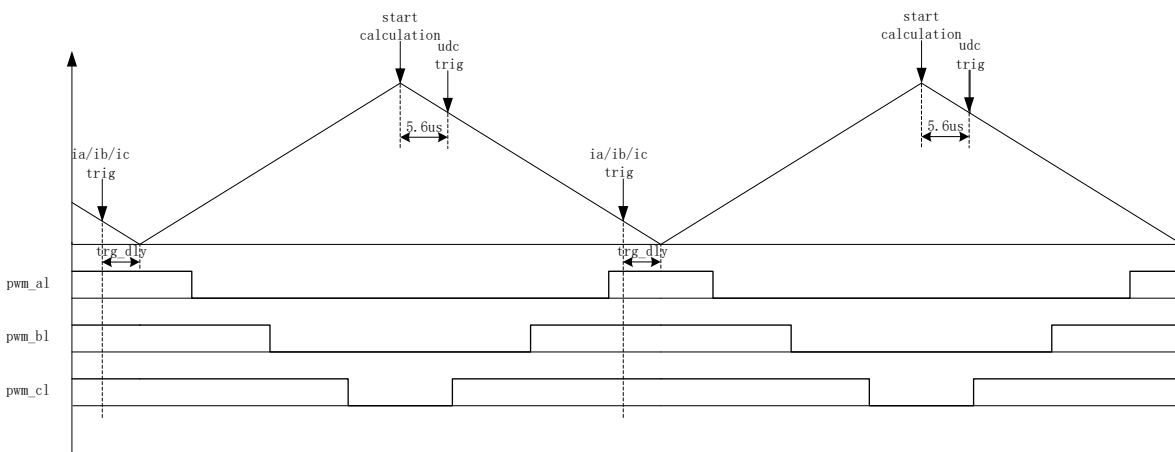 start
calculation
udc
trig
5.6us
ia/ib/ic
trig
trg_dly
start
calculation
udc
trig
5.6us
ia/ib/ic
trig
trg_dly
pwm_al
pwm_bl
pwm_cl